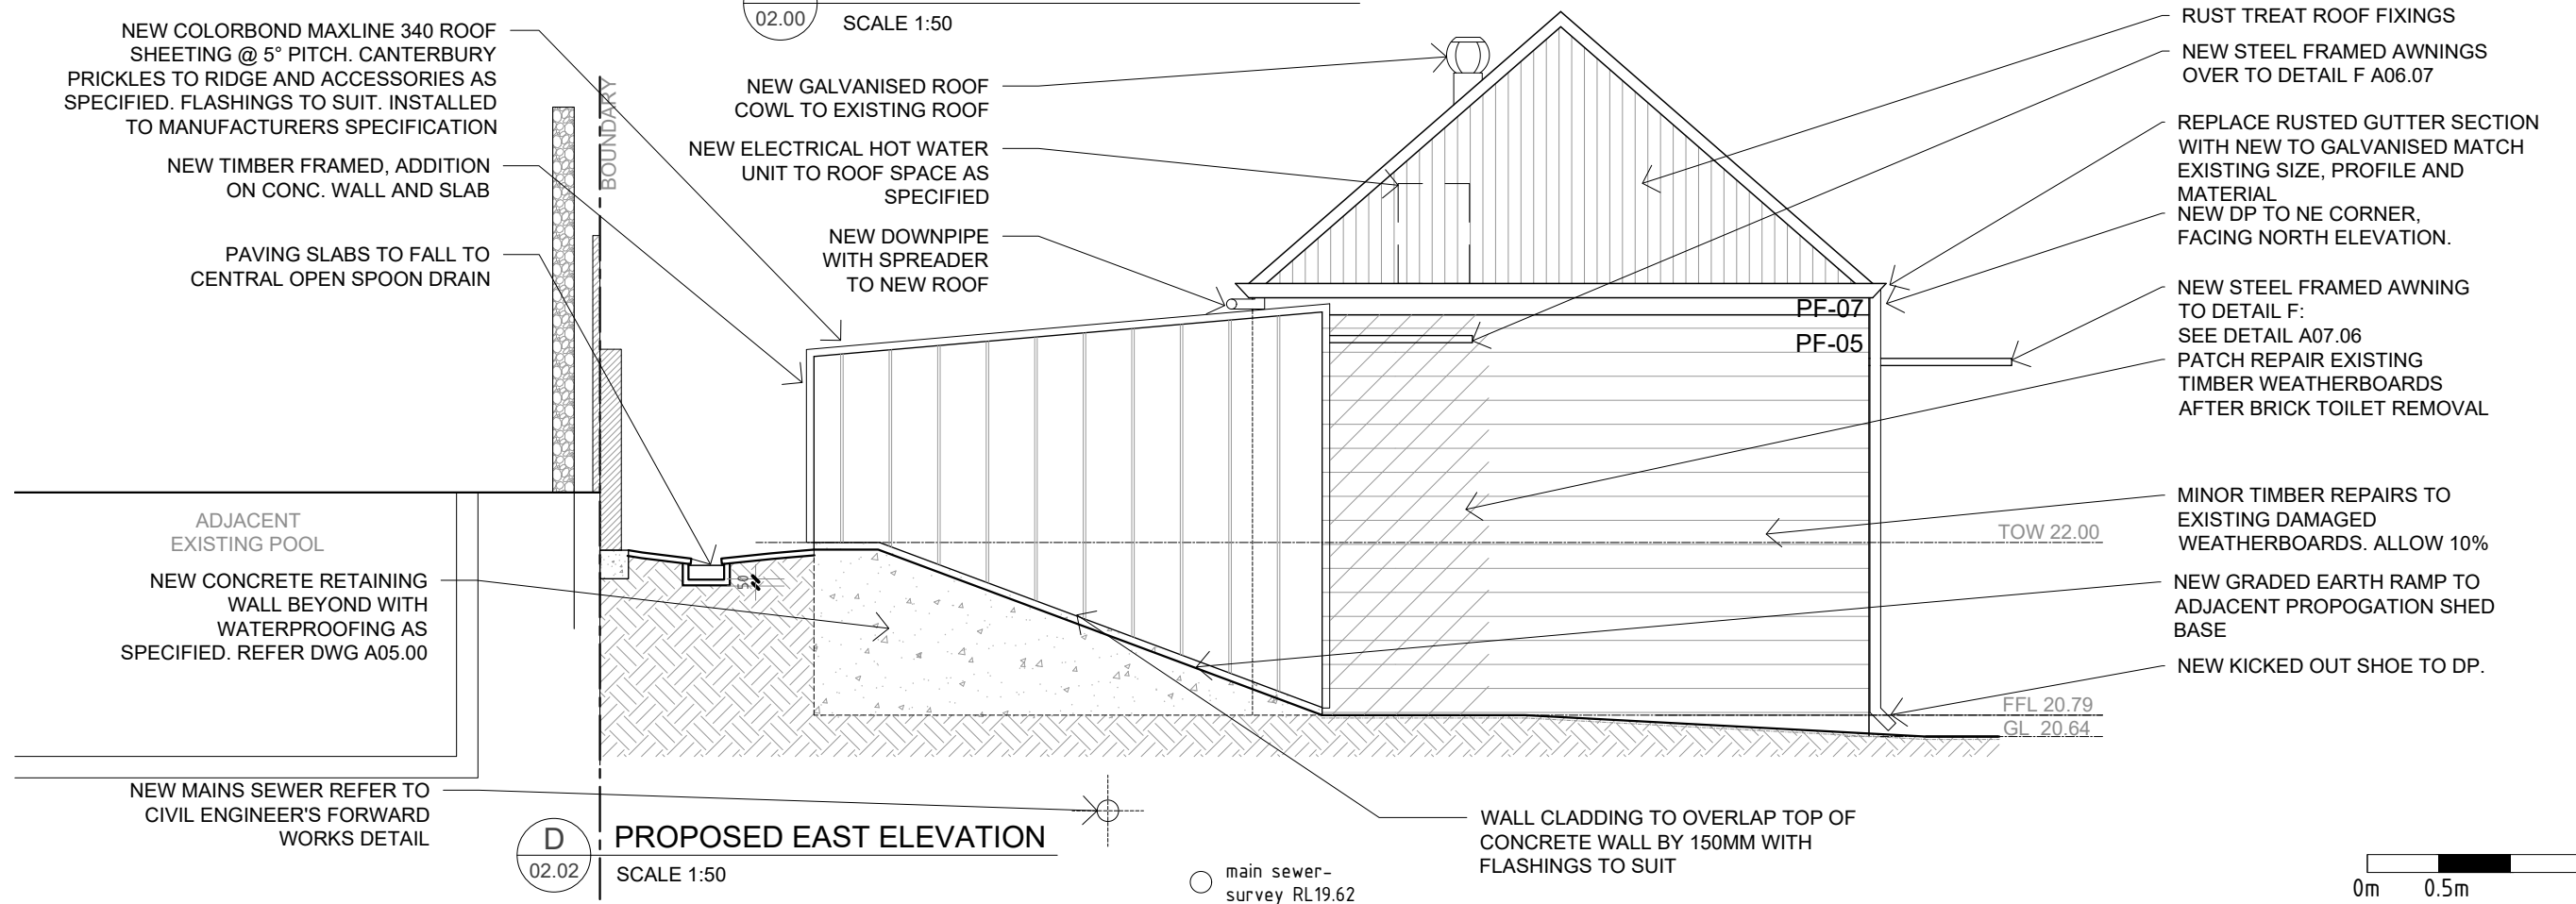 02.00
SCALE 1:50
NEW COLORBOND MAXLINE 340 ROOF
SHEETING @ 5° PITCH. CANTERBURY
PRICKLES TO RIDGE AND ACCESSORIES AS
SPECIFIED. FLASHINGS TO SUIT. INSTALLED
TO MANUFACTURERS SPECIFICATION
NEW TIMBER FRAMED, ADDITION
ON CONC. WALL AND SLAB
PAVING SLABS TO FALL TO
CENTRAL OPEN SPOON DRAIN
BOUNDARY
NEW GALVANISED ROOF
COWL TO EXISTING ROOF
NEW ELECTRICAL HOT WATER
UNIT TO ROOF SPACE AS
SPECIFIED
NEW DOWNPIPE
WITH SPREADER
TO NEW ROOF
RUST TREAT ROOF FIXINGS
NEW STEEL FRAMED AWNINGS
OVER TO DETAIL F A06.07
REPLACE RUSTED GUTTER SECTION
WITH NEW TO GALVANISED MATCH
EXISTING SIZE, PROFILE AND
MATERIAL
NEW DP TO NE CORNER,
FACING NORTH ELEVATION.
NEW STEEL FRAMED AWNING
TO DETAIL F:
SEE DETAIL A07.06
PATCH REPAIR EXISTING
TIMBER WEATHERBOARDS
AFTER BRICK TOILET REMOVAL
PF-07
PF-05
MINOR TIMBER REPAIRS TO
EXISTING DAMAGED
WEATHERBOARDS. ALLOW 10%
TOW 22.00
NEW GRADED EARTH RAMP TO
ADJACENT PROPOGATION SHED
BASE
NEW KICKED OUT SHOE TO DP.
FFL 20.79
GL 20.64
ADJACENT
EXISTING POOL
NEW CONCRETE RETAINING
WALL BEYOND WITH
WATERPROOFING AS
SPECIFIED. REFER DWG A05.00
50
NEW MAINS SEWER REFER TO
CIVIL ENGINEER'S FORWARD
WORKS DETAIL
WALL CLADDING TO OVERLAP TOP OF
CONCRETE WALL BY 150MM WITH
FLASHINGS TO SUIT
D
02.02
PROPOSED EAST ELEVATION
SCALE 1:50
main sewer-
survey RL19.62
0m 0.5m